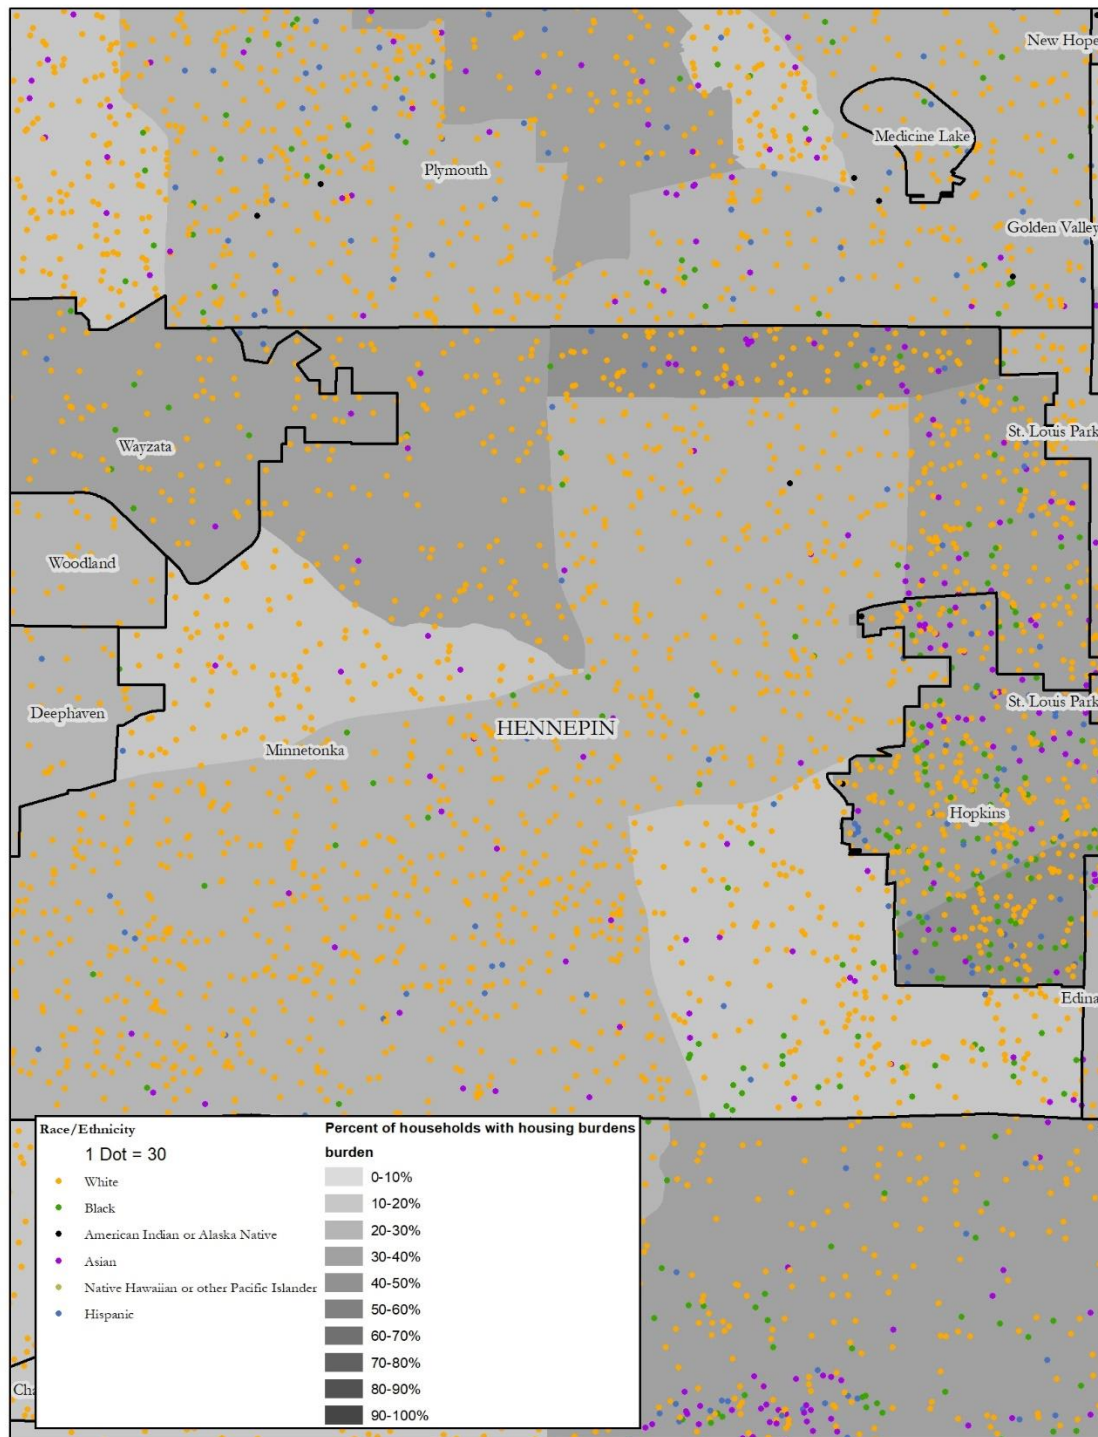 New Hope
Medicine Lake
Plymouth
Golden Valley
St. Louis Park
Wayzata
Woodland
St. Louis Park
Deephaven
HENNEPIN
Minnetonka
Hopkins
Edina
Race/Ethnicity
1 Dot = 30
White
Black
American Indian or Alaska Native
Asian
Native Hawaiian or other Pacific Islander
Hispanic
Percent of households with housing burdens
burden
0-10%
10-20%
20-30%
30-40%
40-50%
50-60%
60-70%
70-80%
80-90%
90-100%
Cha